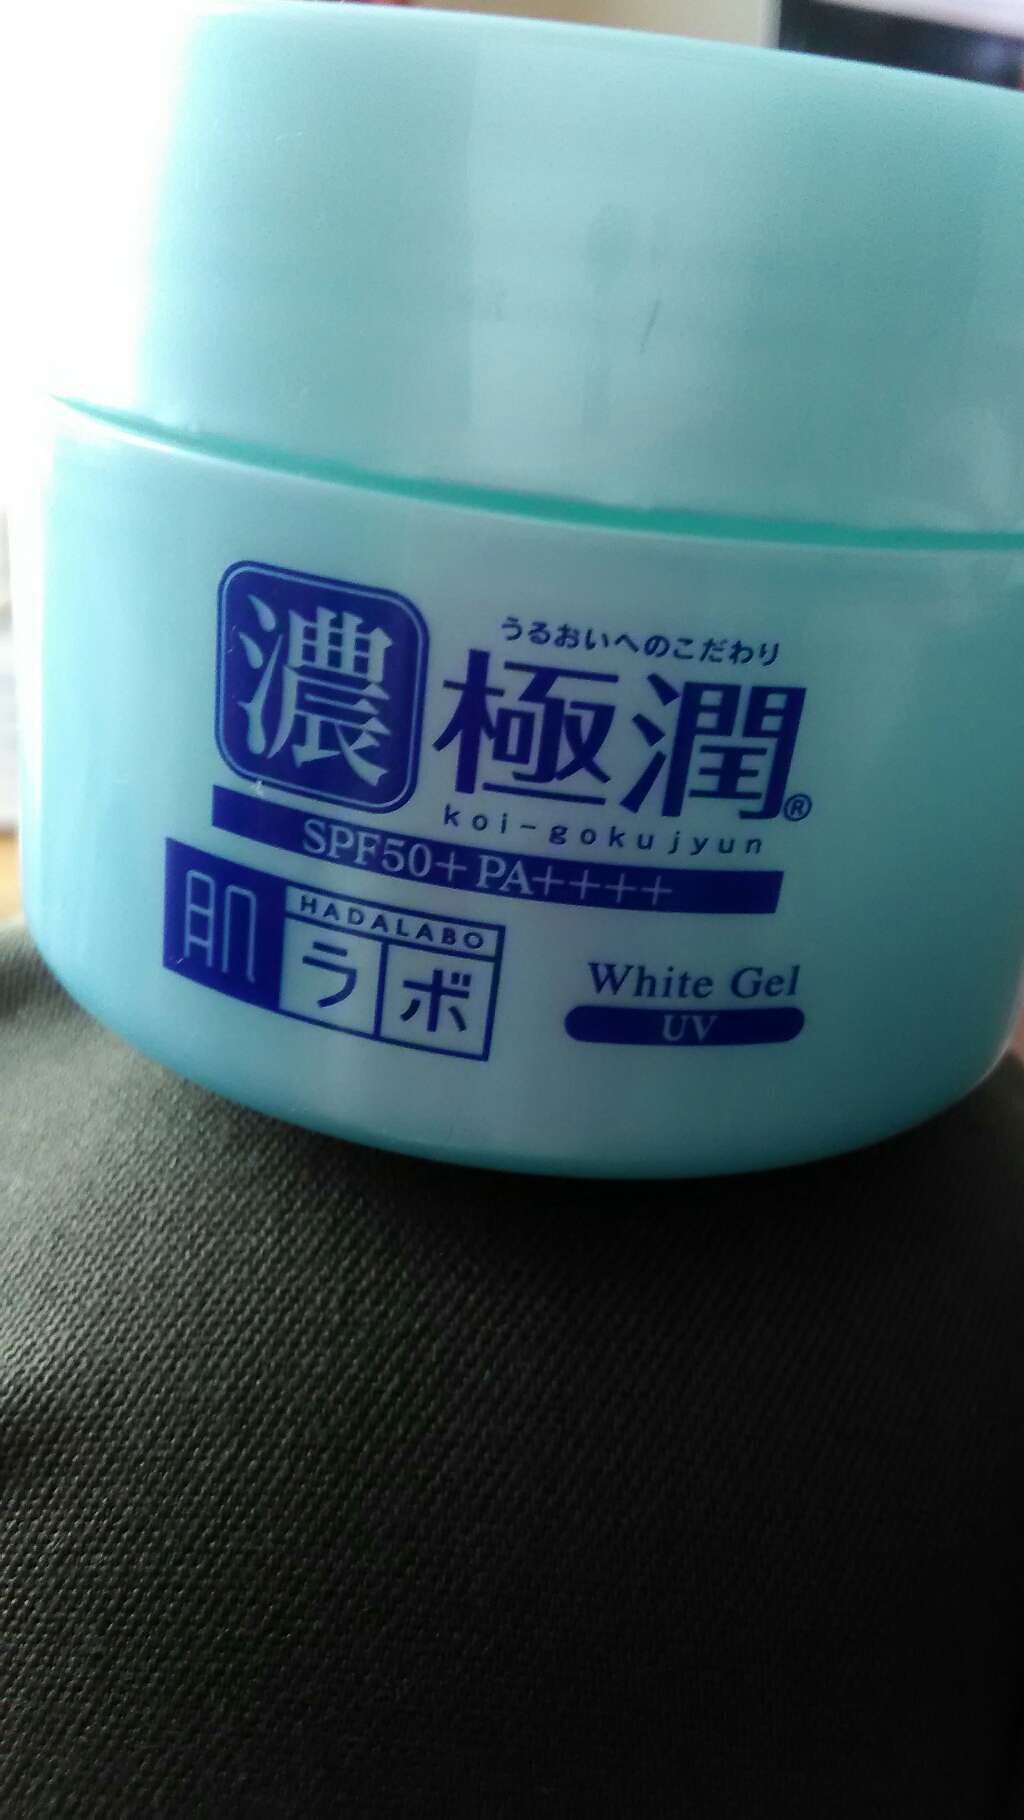 うるおいへのこだわり
濃 極潤®
koi-gokujyun
SPF50+ PA++++
HADALABO
肌ラボ
White Gel
UV